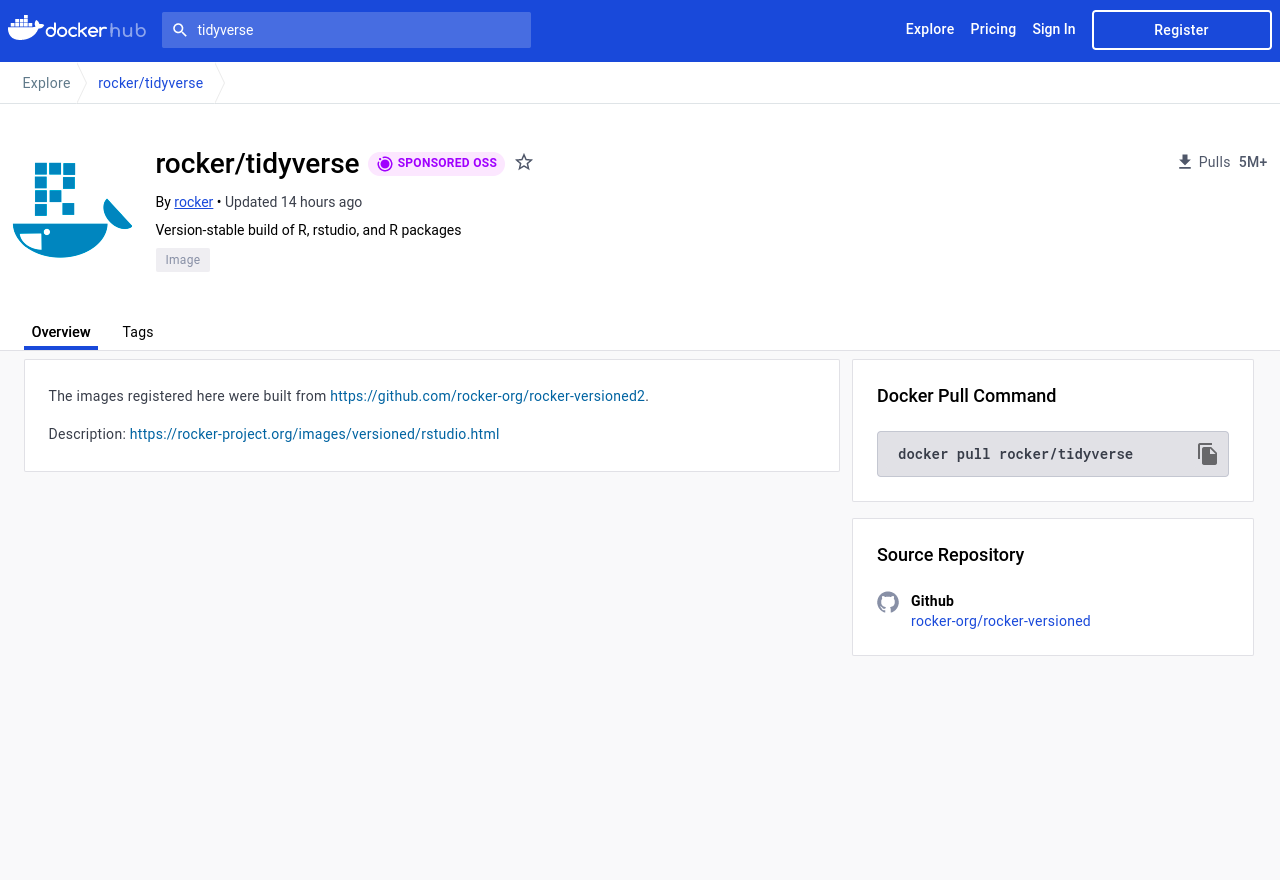 dockerhub
tidyverse
Explore
Pricing
Sign In
Register
Explore
rocker/tidyverse
rocker/tidyverse
SPONSORED OSS
Pulls 5M+
By rocker • Updated 14 hours ago
Version-stable build of R, rstudio, and R packages
Image
Overview
Tags
The images registered here were built from https://github.com/rocker-org/rocker-versioned2.
Description: https://rocker-project.org/images/versioned/rstudio.html
Docker Pull Command
docker pull rocker/tidyverse
Source Repository
Github
rocker-org/rocker-versioned